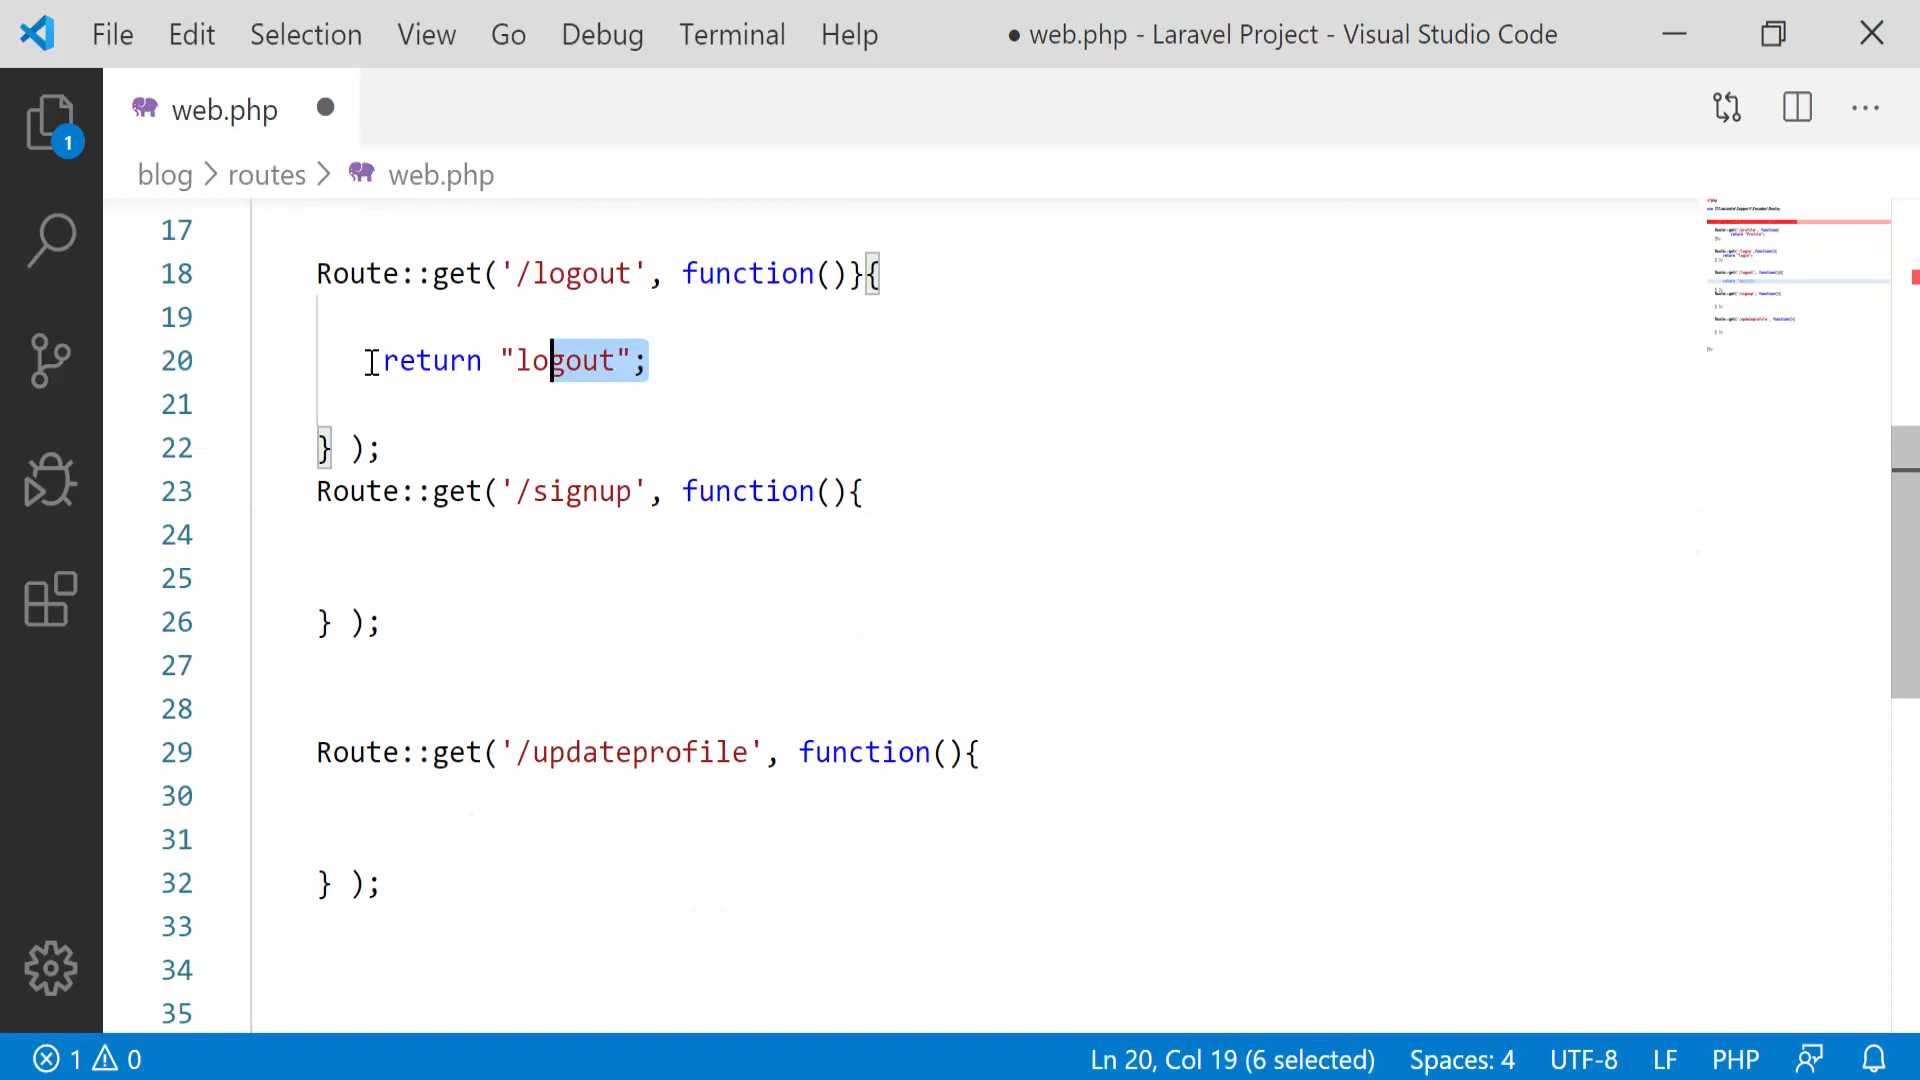 File Edit Selection View Go Debug Terminal Help ● web.php - Laravel Project - Visual Studio Code
web.php
1
blog > routes > web.php
17
18 Route::get('/logout', function()}{
19
20 return "logout";
21
22 } );
23 Route::get('/signup', function(){
24
25
26 } );
27
28
29 Route::get('/updateprofile', function(){
30
31
32 } );
33
34
35
1 0 Ln 20, Col 19 (6 selected) Spaces: 4 UTF-8 LF PHP